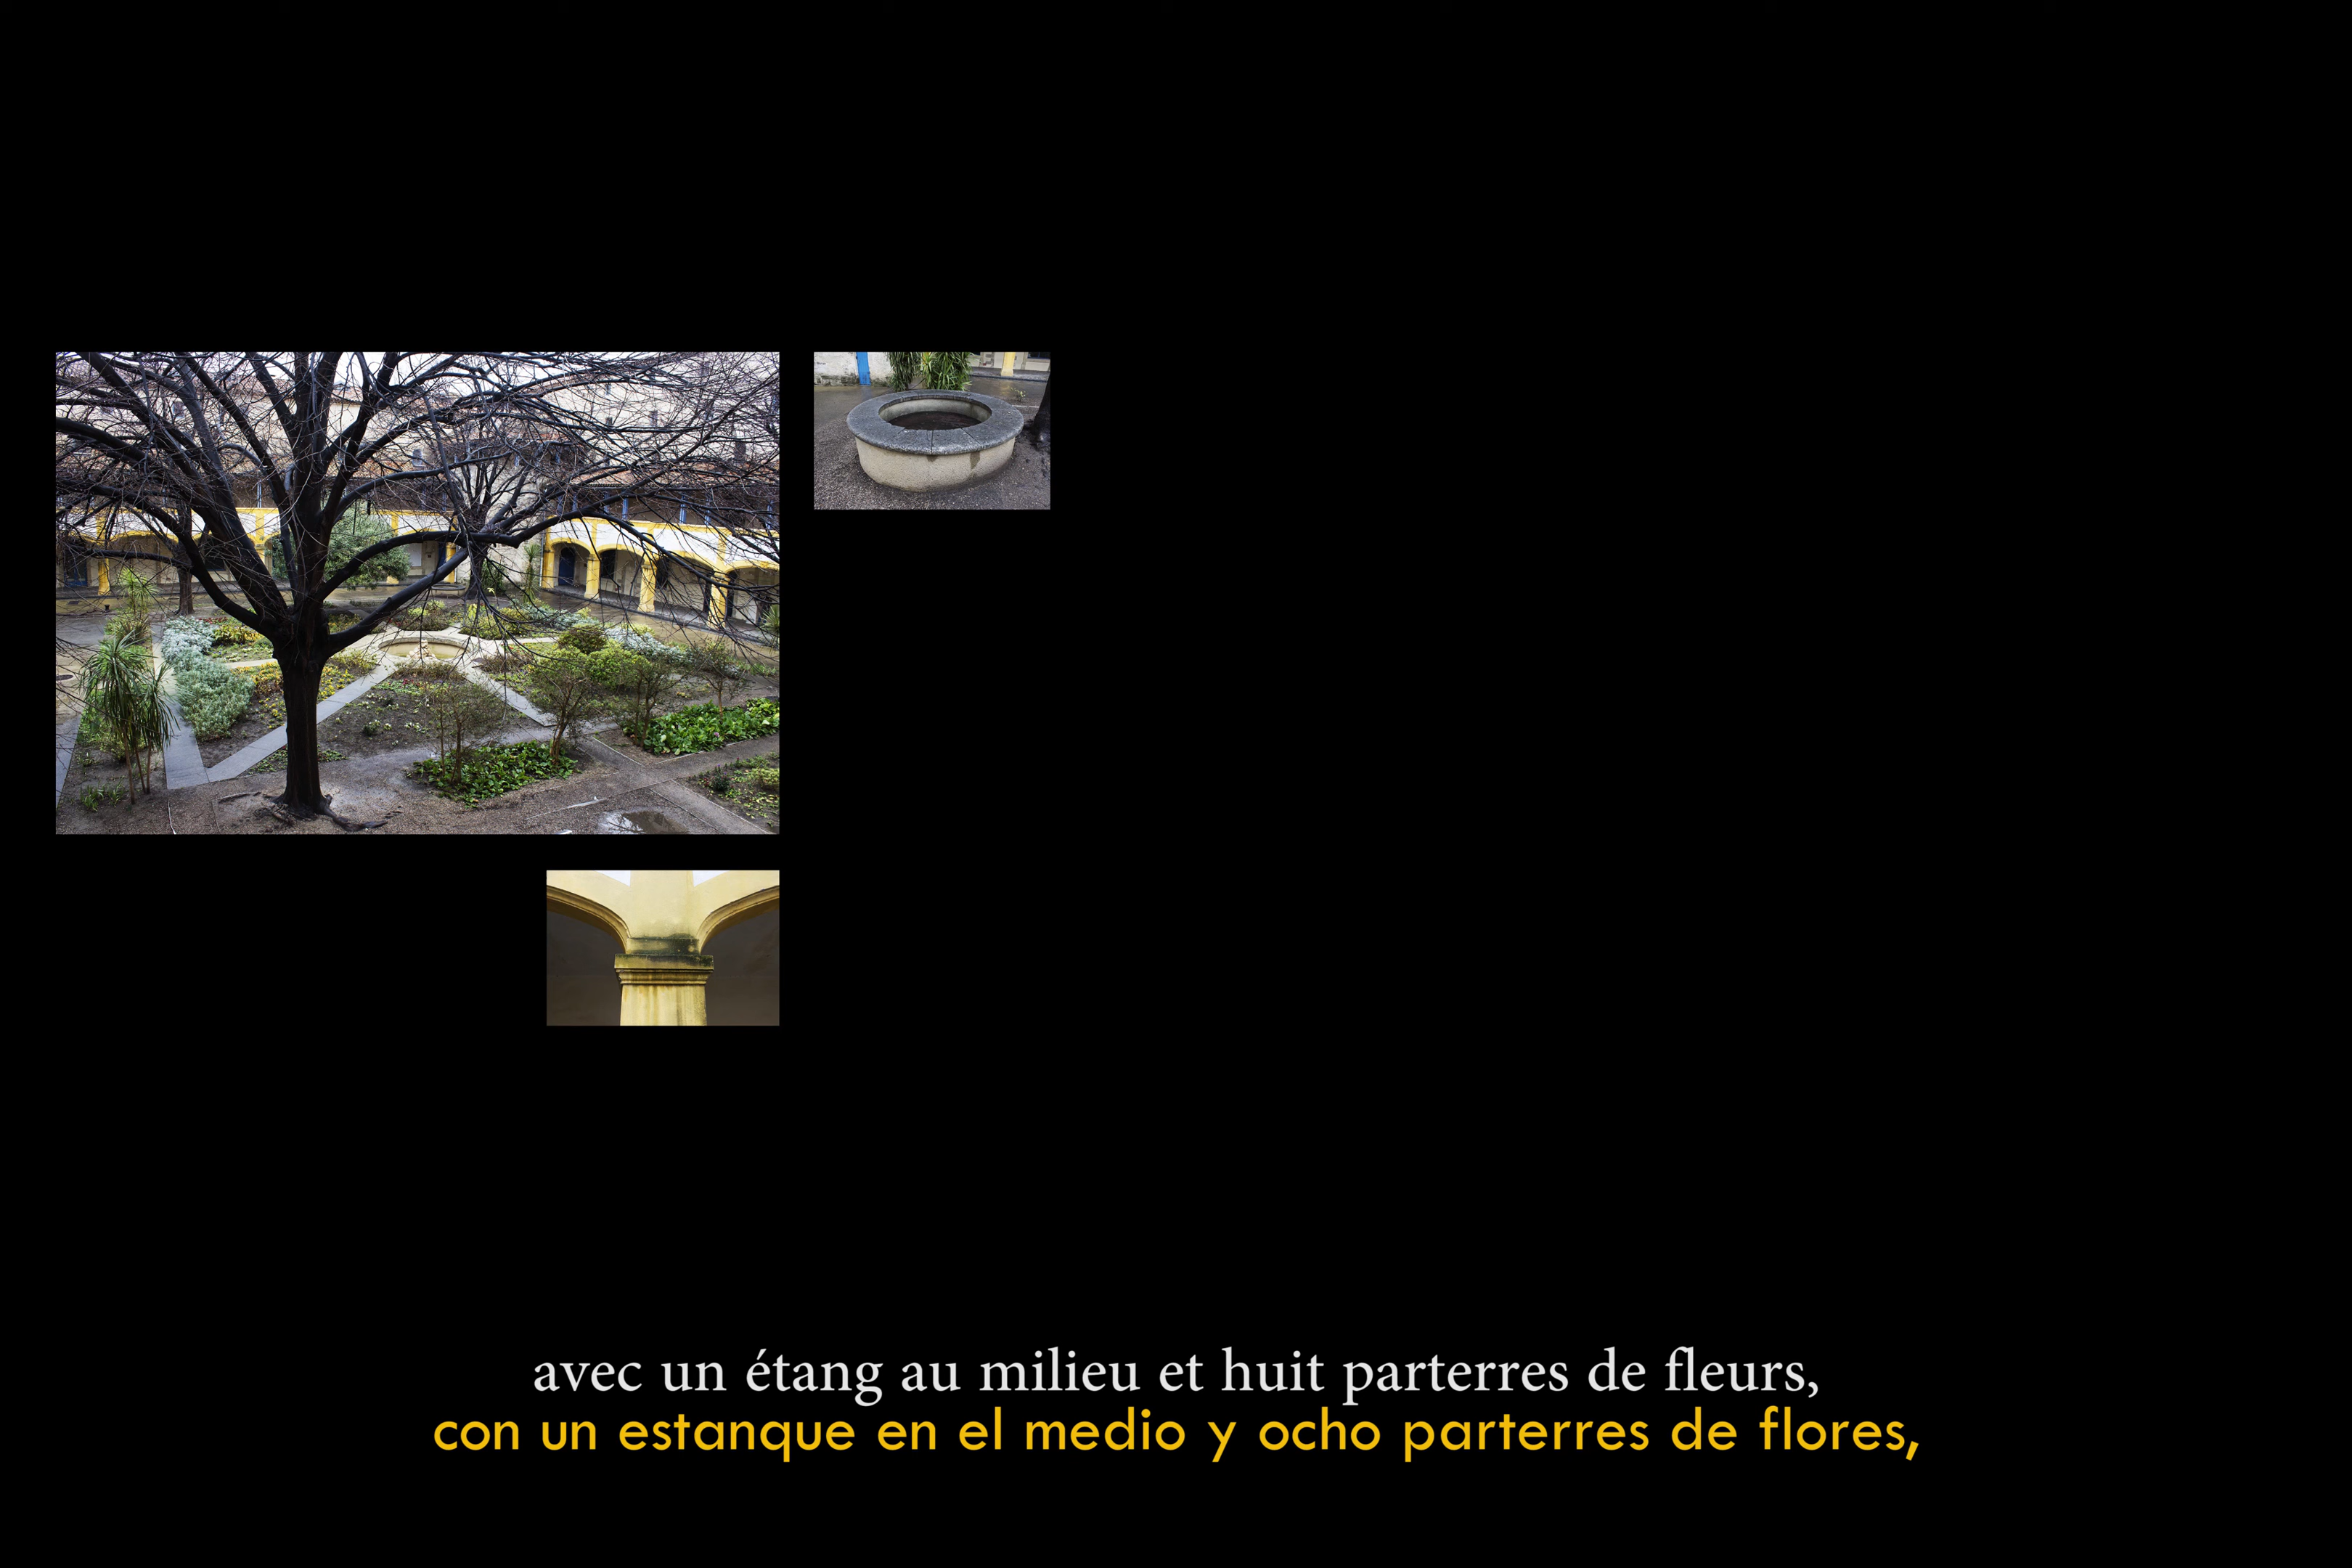 avec un étang au milieu et huit parterres de fleurs,
con un estanque en el medio y ocho parterres de flores,